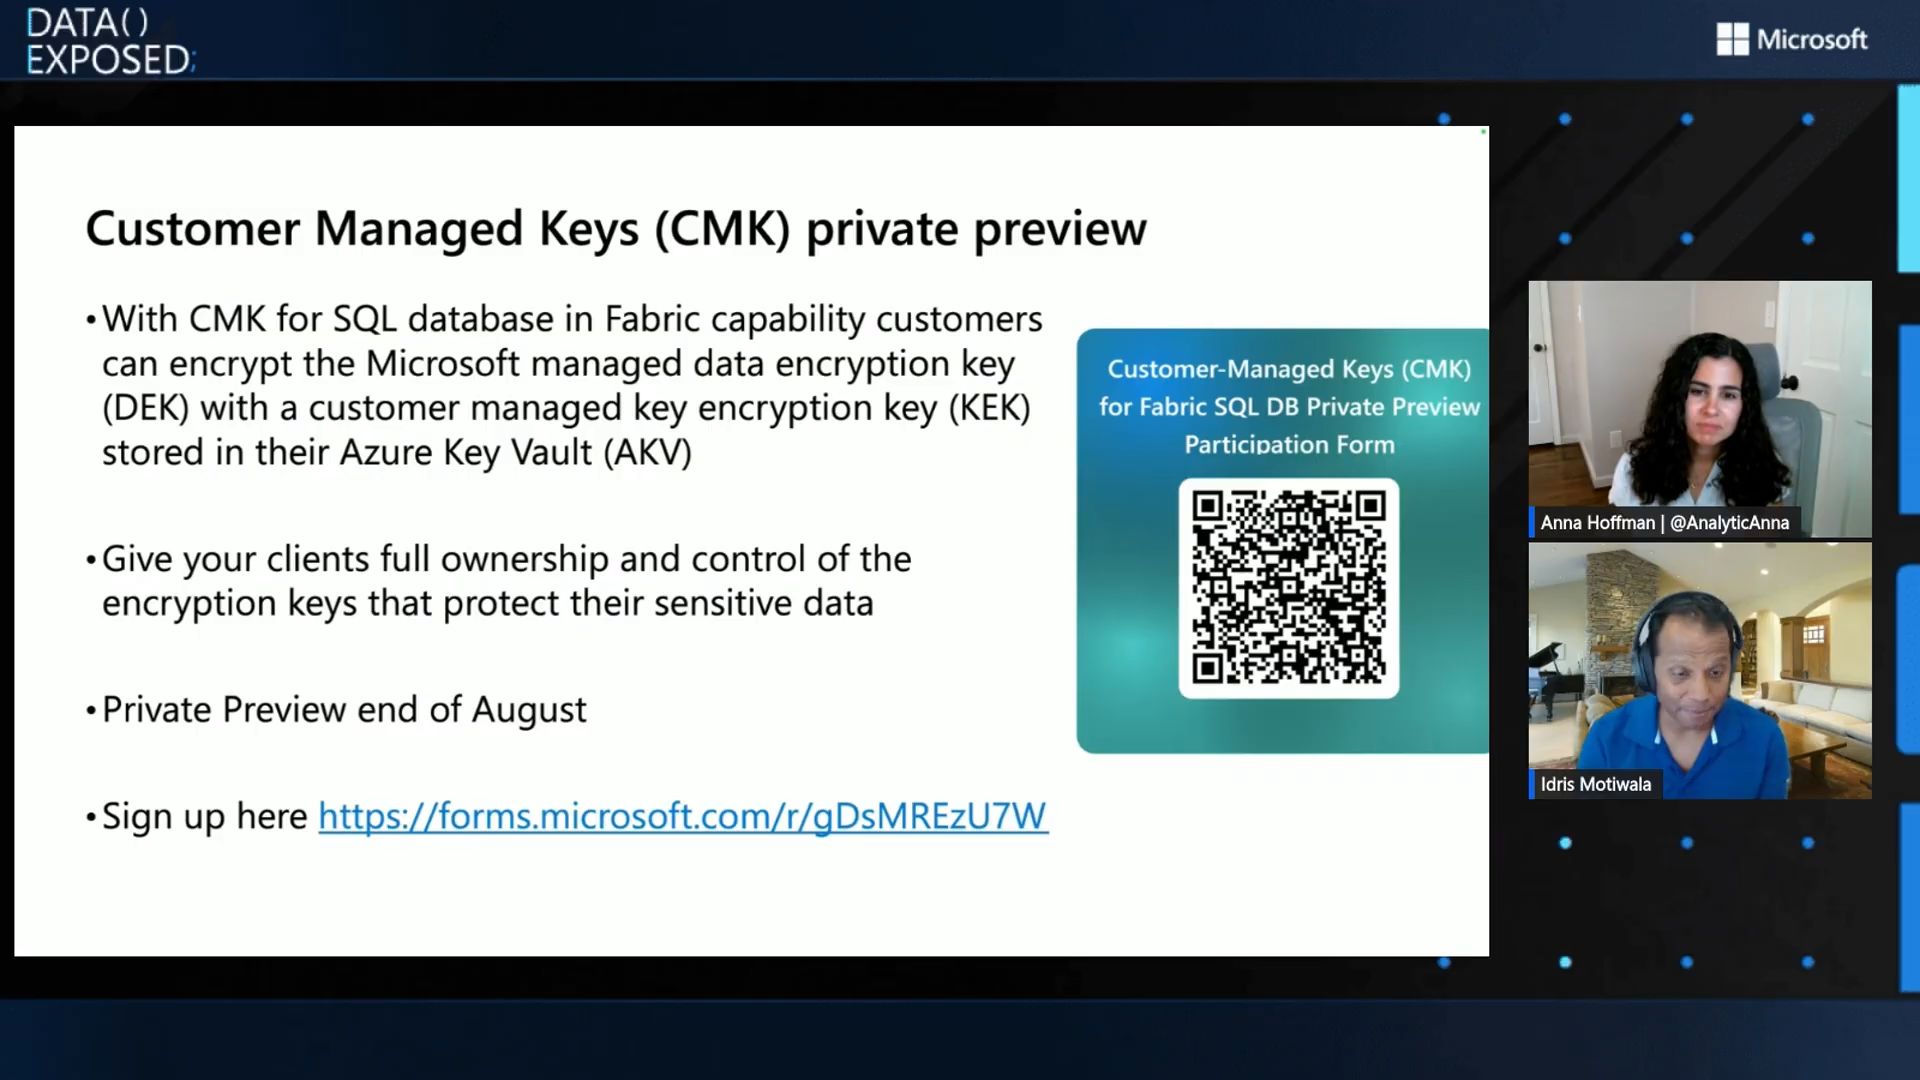 DATA()
EXPOSED;
Microsoft
Customer Managed Keys (CMK) private preview
•With CMK for SQL database in Fabric capability customers
can encrypt the Microsoft managed data encryption key
(DEK) with a customer managed key encryption key (KEK)
stored in their Azure Key Vault (AKV)
•Give your clients full ownership and control of the
encryption keys that protect their sensitive data
•Private Preview end of August
•Sign up here https://forms.microsoft.com/r/gDsMREzU7W
Customer-Managed Keys (CMK)
for Fabric SQL DB Private Preview
Participation Form
Anna Hoffman | @AnalyticAnna
Idris Motiwala